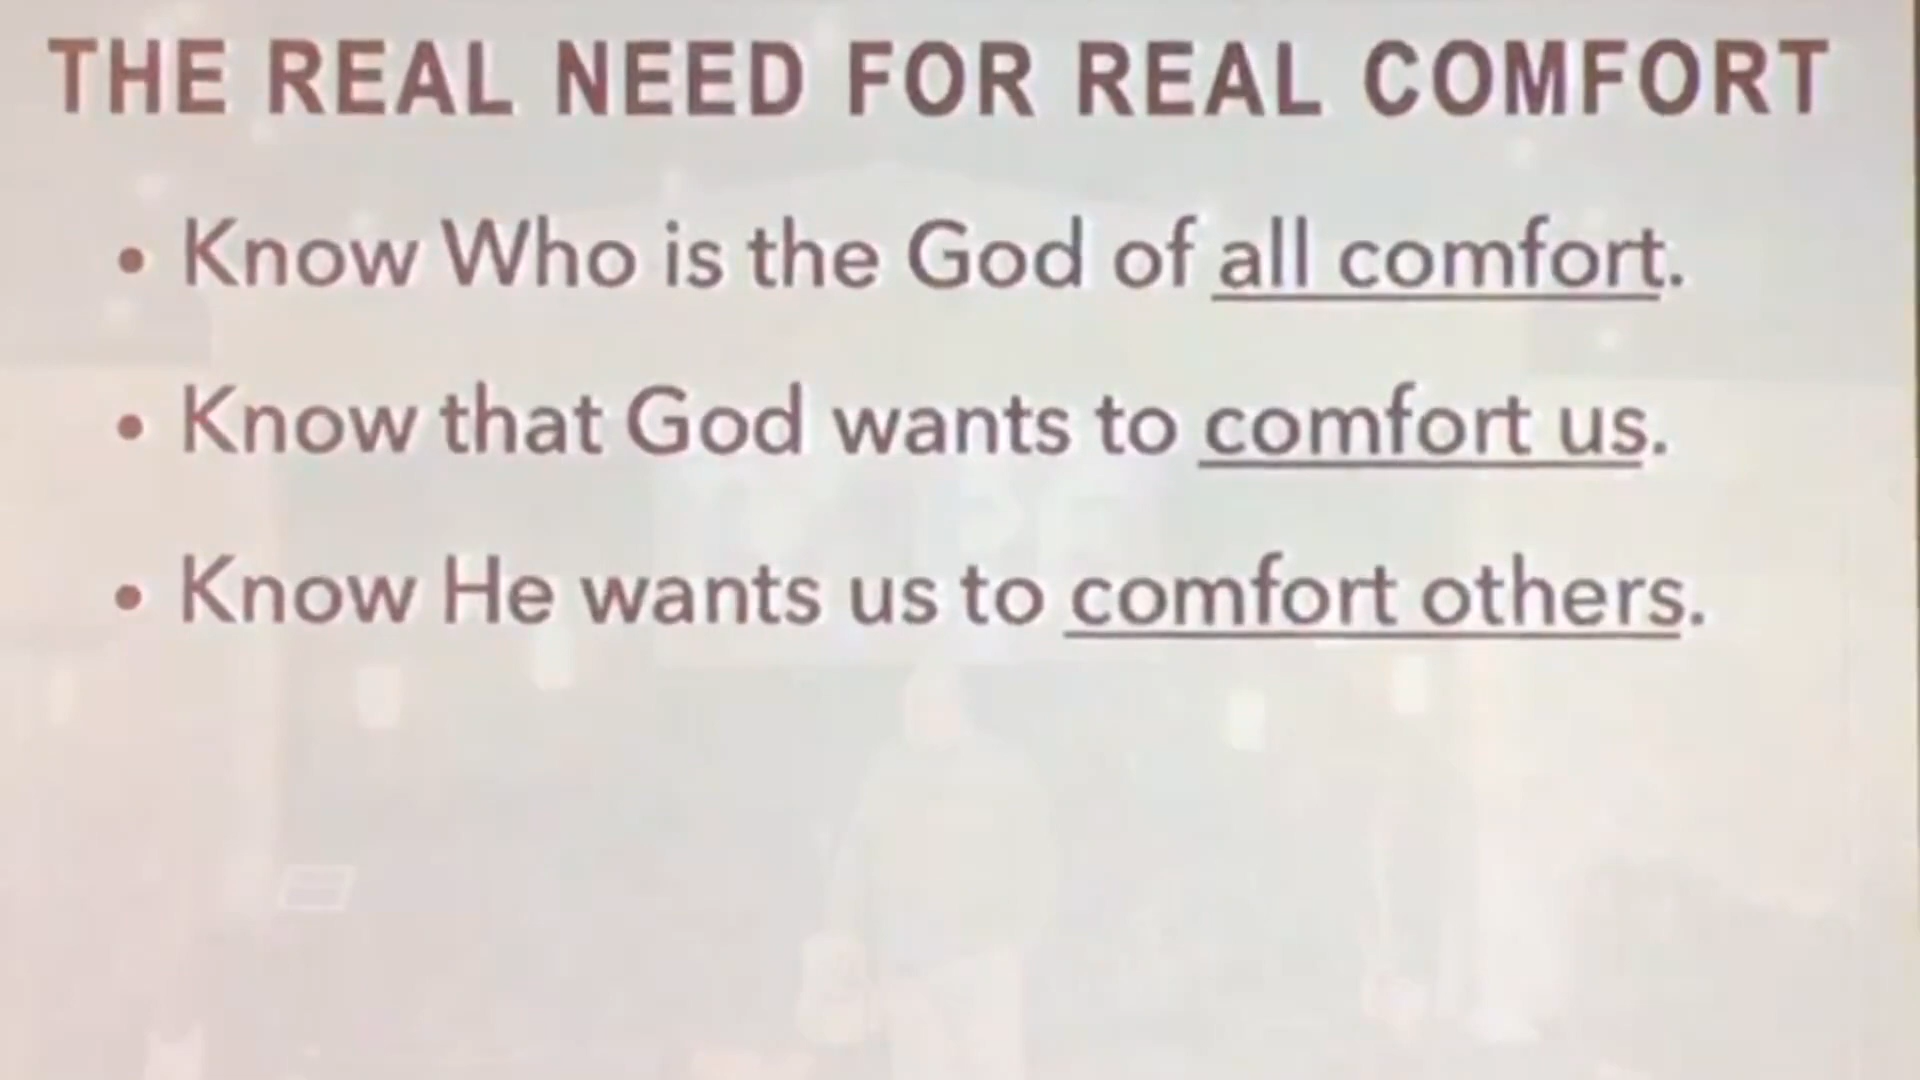 THE REAL NEED FOR REAL COMFORT
• Know Who is the God of all comfort.
• Know that God wants to comfort us.
• Know He wants us to comfort others.